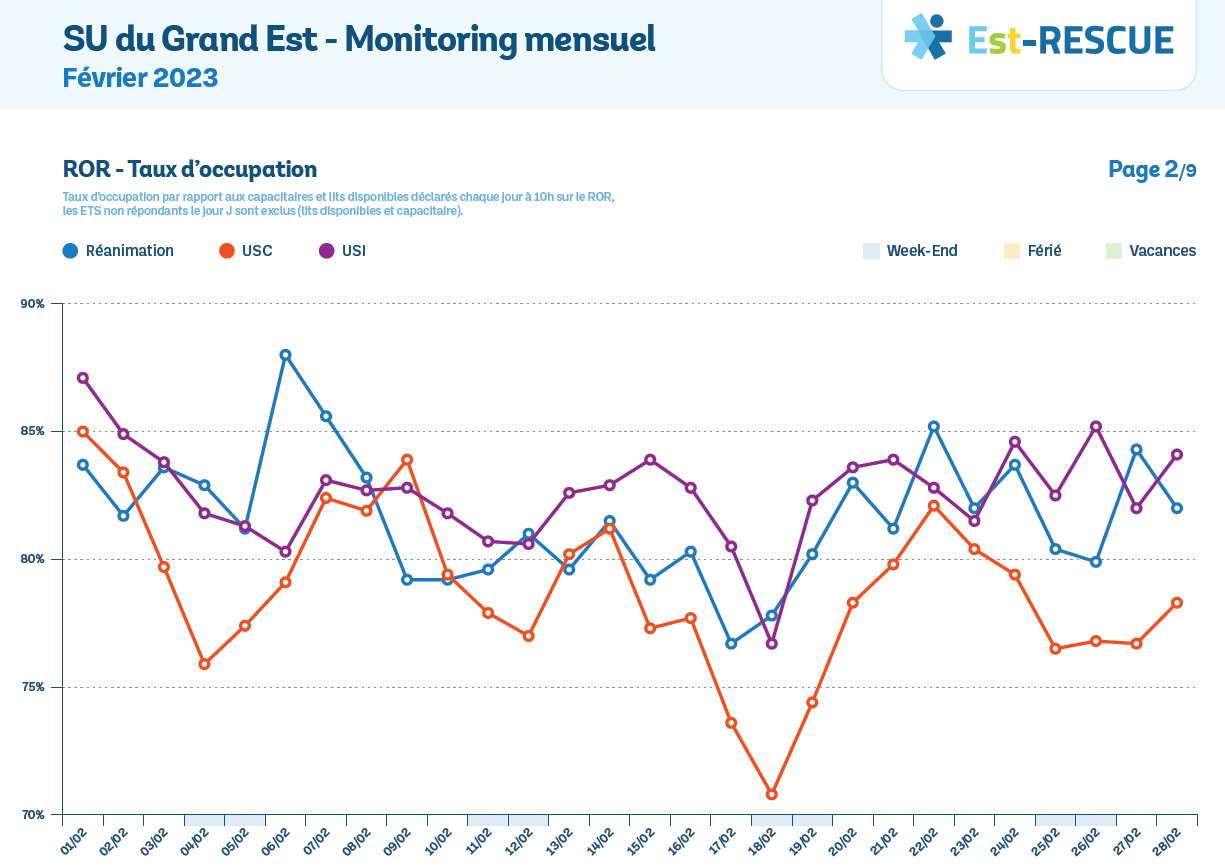 SU du Grand Est - Monitoring mensuel
Février 2023
Est-RESCUE
ROR - Taux d'occupation
Page 2/9
Taux d'occupation par rapport aux capacitaires et lits disponibles déclarés chaque jour à 10h sur le ROR,
les ETS non répondants le jour J sont exclus (lits disponibles et capacitaire).
Réanimation USC USI Week-End Férié Vacances
90%
85%
80%
75%
70%
01/02 02/02 03/02 04/02 05/02 06/02 07/02 08/02 09/02 10/02 11/02 12/02 13/02 14/02 15/02 16/02 17/02 18/02 19/02 20/02 21/02 22/02 23/02 24/02 25/02 26/02 27/02 28/02